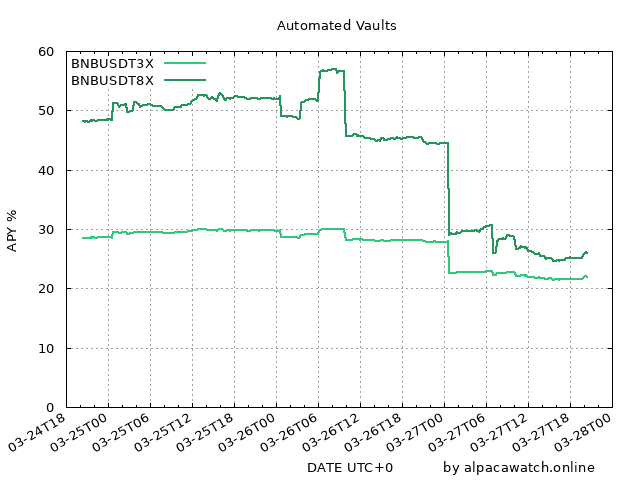 Automated Vaults
BNBUSDT3X
BNBUSDT8X
60
50
40
30
20
10
0
APY %
03-24T18
03-25T00
03-25T06
03-25T12
03-25T18
03-26T00
03-26T06
03-26T12
03-26T18
03-27T00
03-27T06
03-27T12
03-27T18
03-28T00
DATE UTC+0
by alpacawatch.online